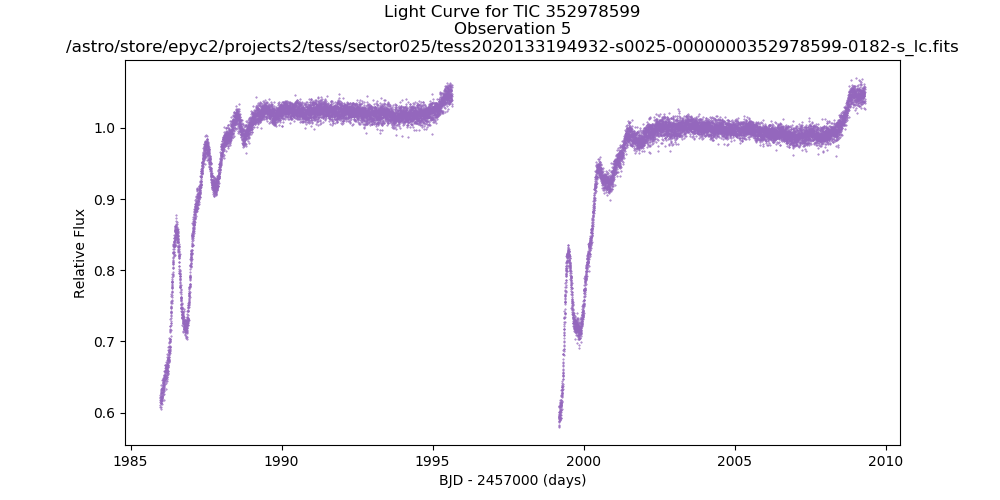 Light Curve for TIC 352978599
Observation 5
/astro/store/epyc2/projects2/tess/sector025/tess2020133194932-s0025-0000000352978599-0182-s_lc.fits
Relative Flux
1.0
0.9
0.8
0.7
0.6
1985
1990
1995
2000
2005
2010
BJD - 2457000 (days)